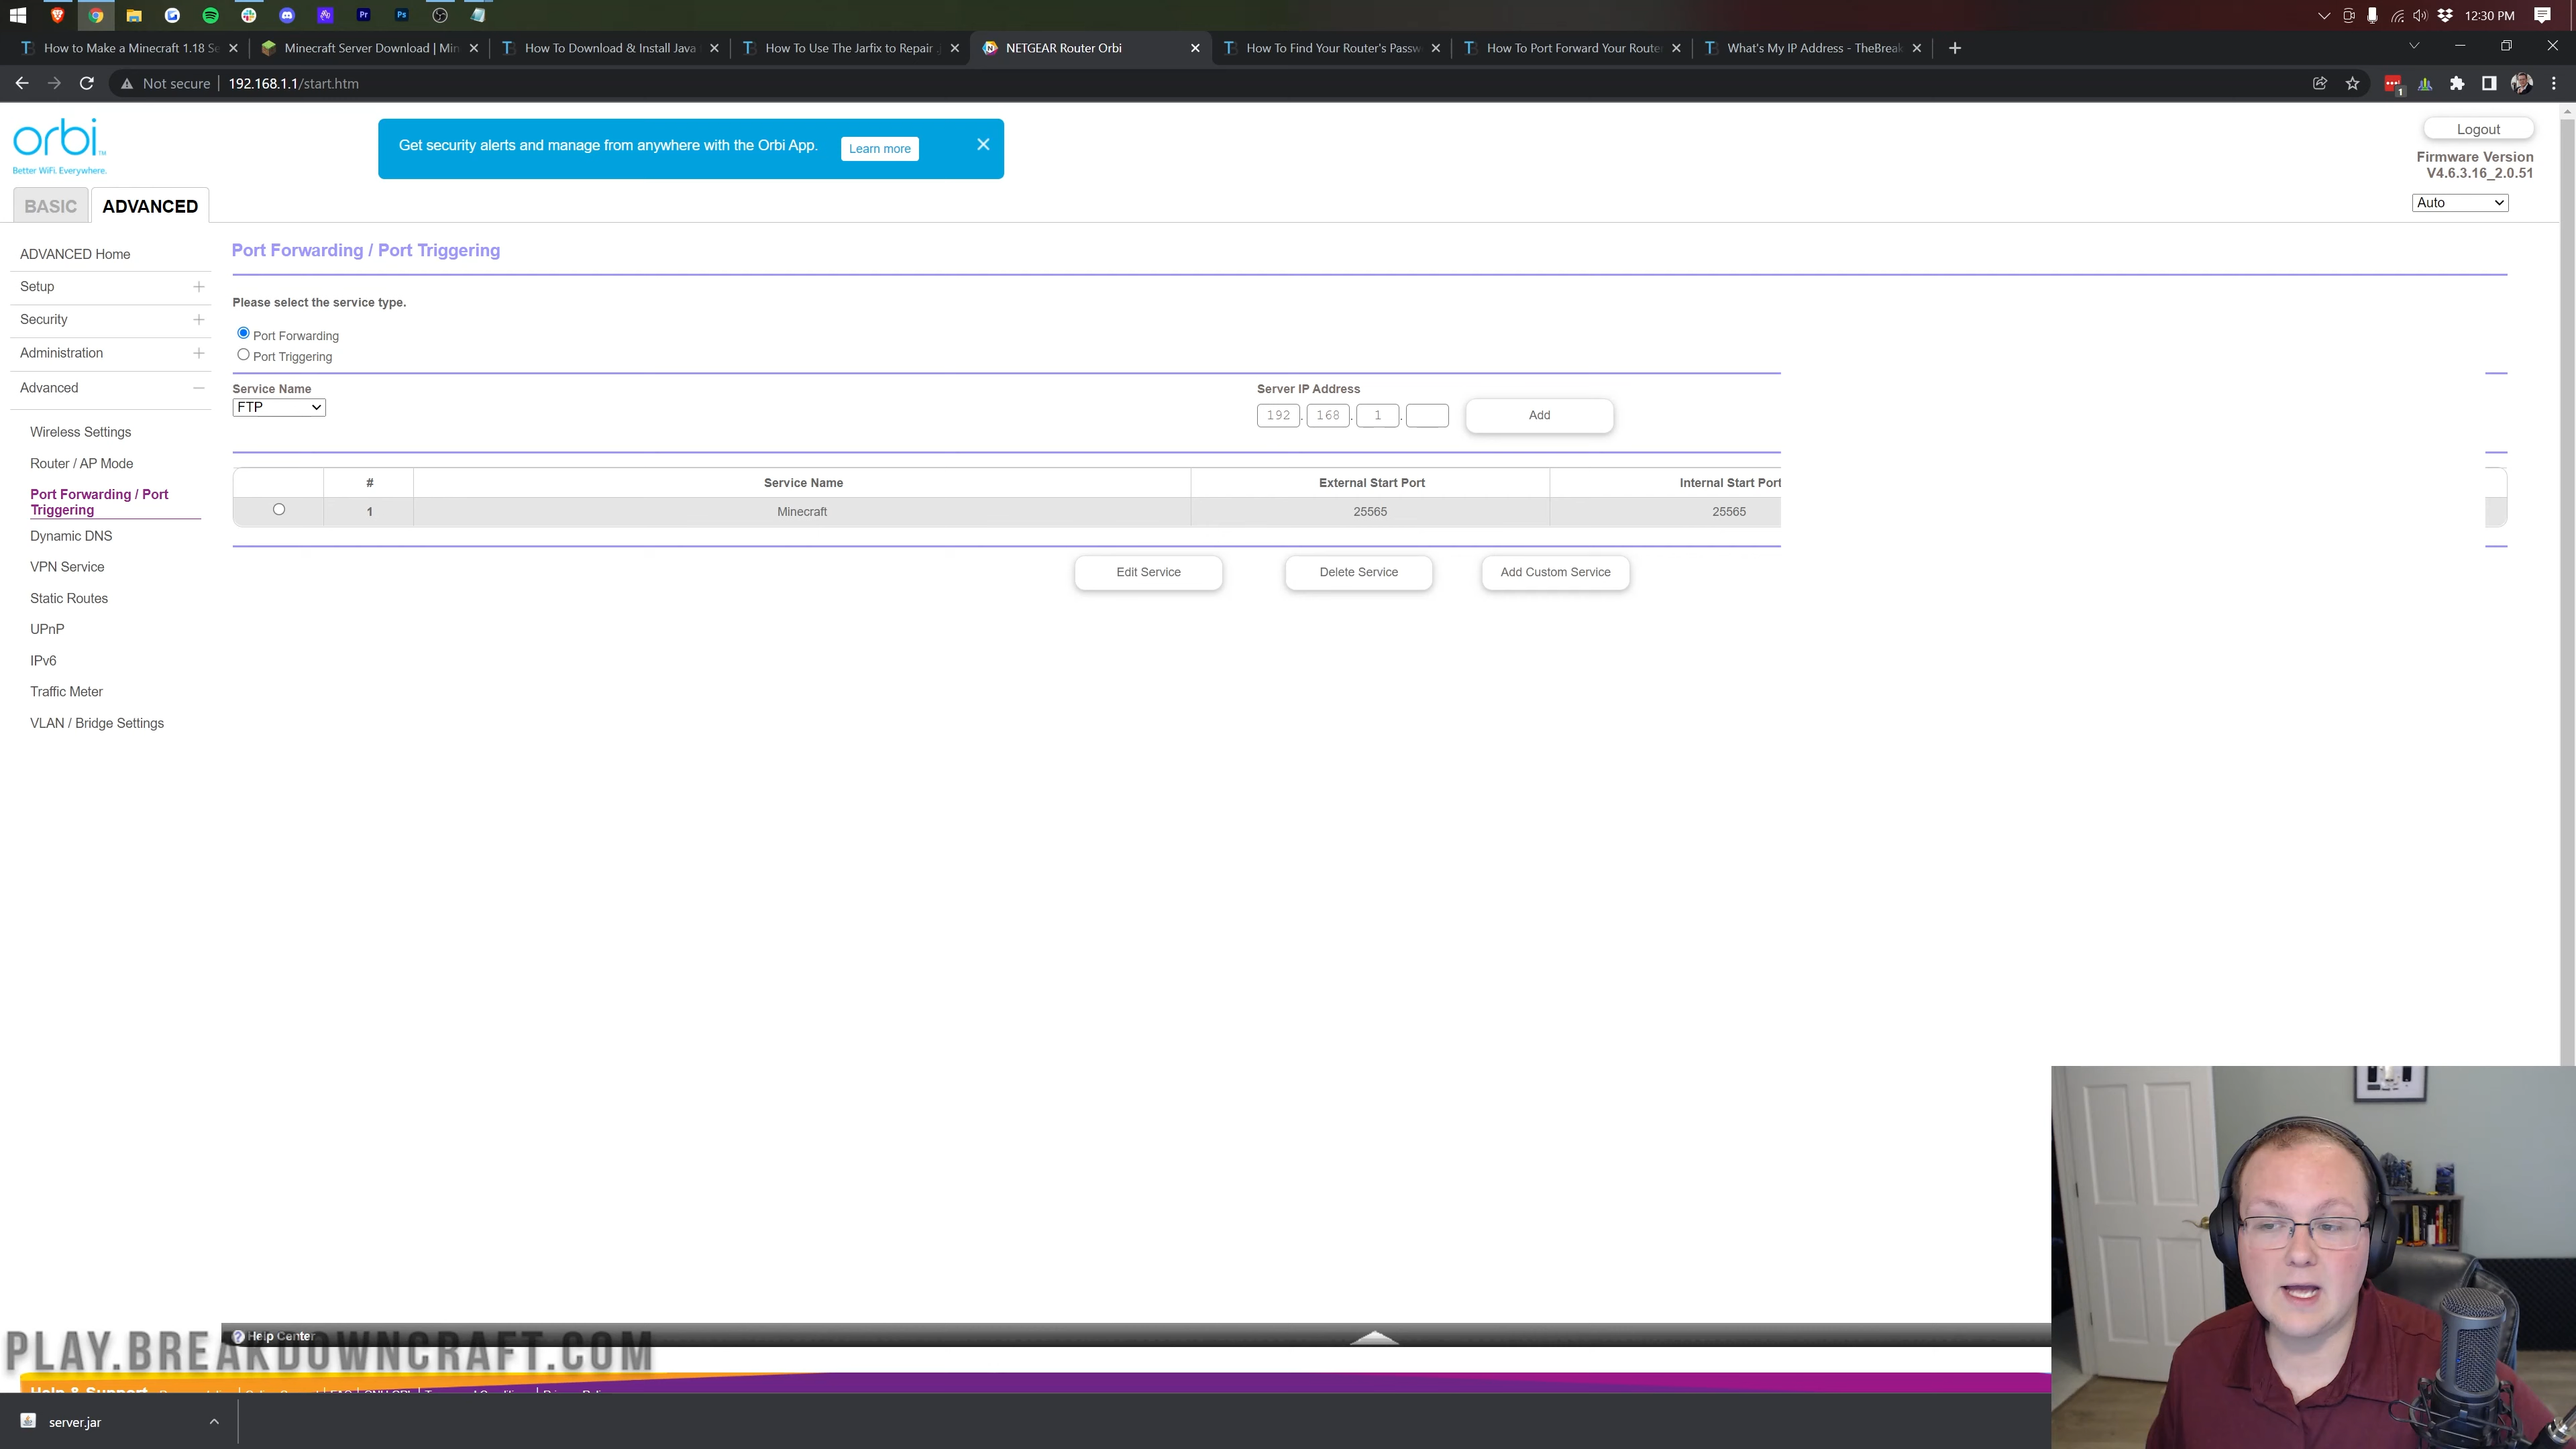 12:30 PM
How to Make a Minecraft 1.18 Se
Minecraft Server Download | Min
How To Download & Install Java
How To Use The Jarfix to Repair .j
NETGEAR Router Orbi
How To Find Your Router's Passw
How To Port Forward Your Router
What's My IP Address - TheBreak
Not secure | 192.168.1.1/start.htm
orbi
Better WiFi. Everywhere.
Get security alerts and manage from anywhere with the Orbi App.
Learn more
Logout
Firmware Version
V4.6.3.16_2.0.51
Auto
BASIC
ADVANCED
ADVANCED Home
Setup
Security
Administration
Advanced
Wireless Settings
Router / AP Mode
Port Forwarding / Port
Triggering
Dynamic DNS
VPN Service
Static Routes
UPnP
IPv6
Traffic Meter
VLAN / Bridge Settings
Port Forwarding / Port Triggering
Please select the service type.
Port Forwarding
Port Triggering
Service Name
FTP
Server IP Address
192 . 168 . 1 .
Add
# Service Name External Start Port Internal Start Port
1 Minecraft 25565 25565
Edit Service
Delete Service
Add Custom Service
Help Center
PLAY.BREAKDOWNCRAFT.COM
Help & Support
server.jar